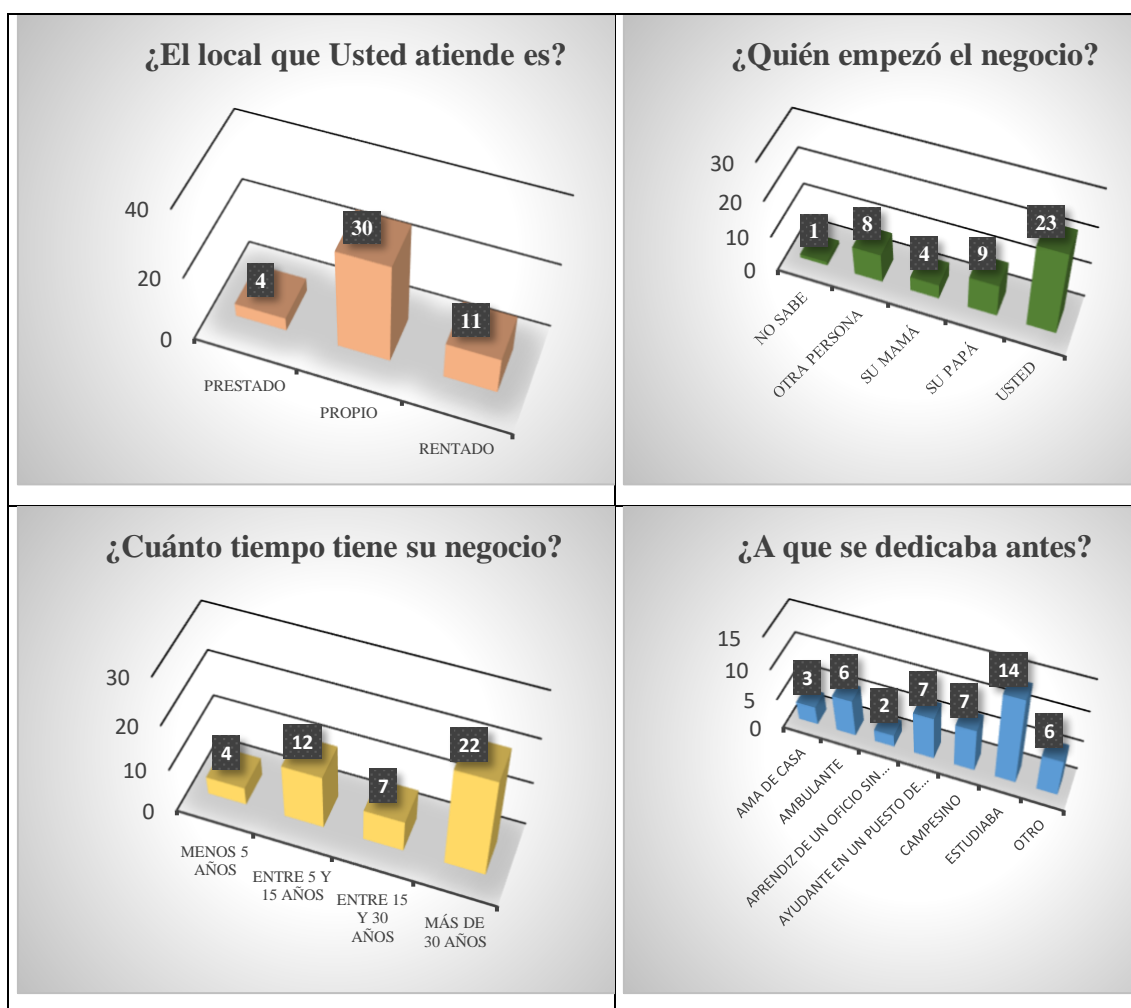 ¿El local que Usted atiende es?
40
20
0
4
30
11
PRESTADO
PROPIO
RENTADO
¿Quién empezó el negocio?
30
20
10
0
1
8
4
9
23
NO SABE
OTRA PERSONA
SU MAMÁ
SU PAPÁ
USTED
¿Cuánto tiempo tiene su negocio?
30
20
10
0
4
12
7
22
MENOS 5
AÑOS
ENTRE 5 Y
15 AÑOS
ENTRE 15
Y 30
AÑOS
MÁS DE
30 AÑOS
¿A que se dedicaba antes?
15
10
5
0
3
6
2
7
7
14
6
AMA DE CASA
AMBULANTE
APRENDIZ DE UN OFICIO SIN...
AYUDANTE EN UN PUESTO DE...
CAMPESINO
ESTUDIABA
OTRO